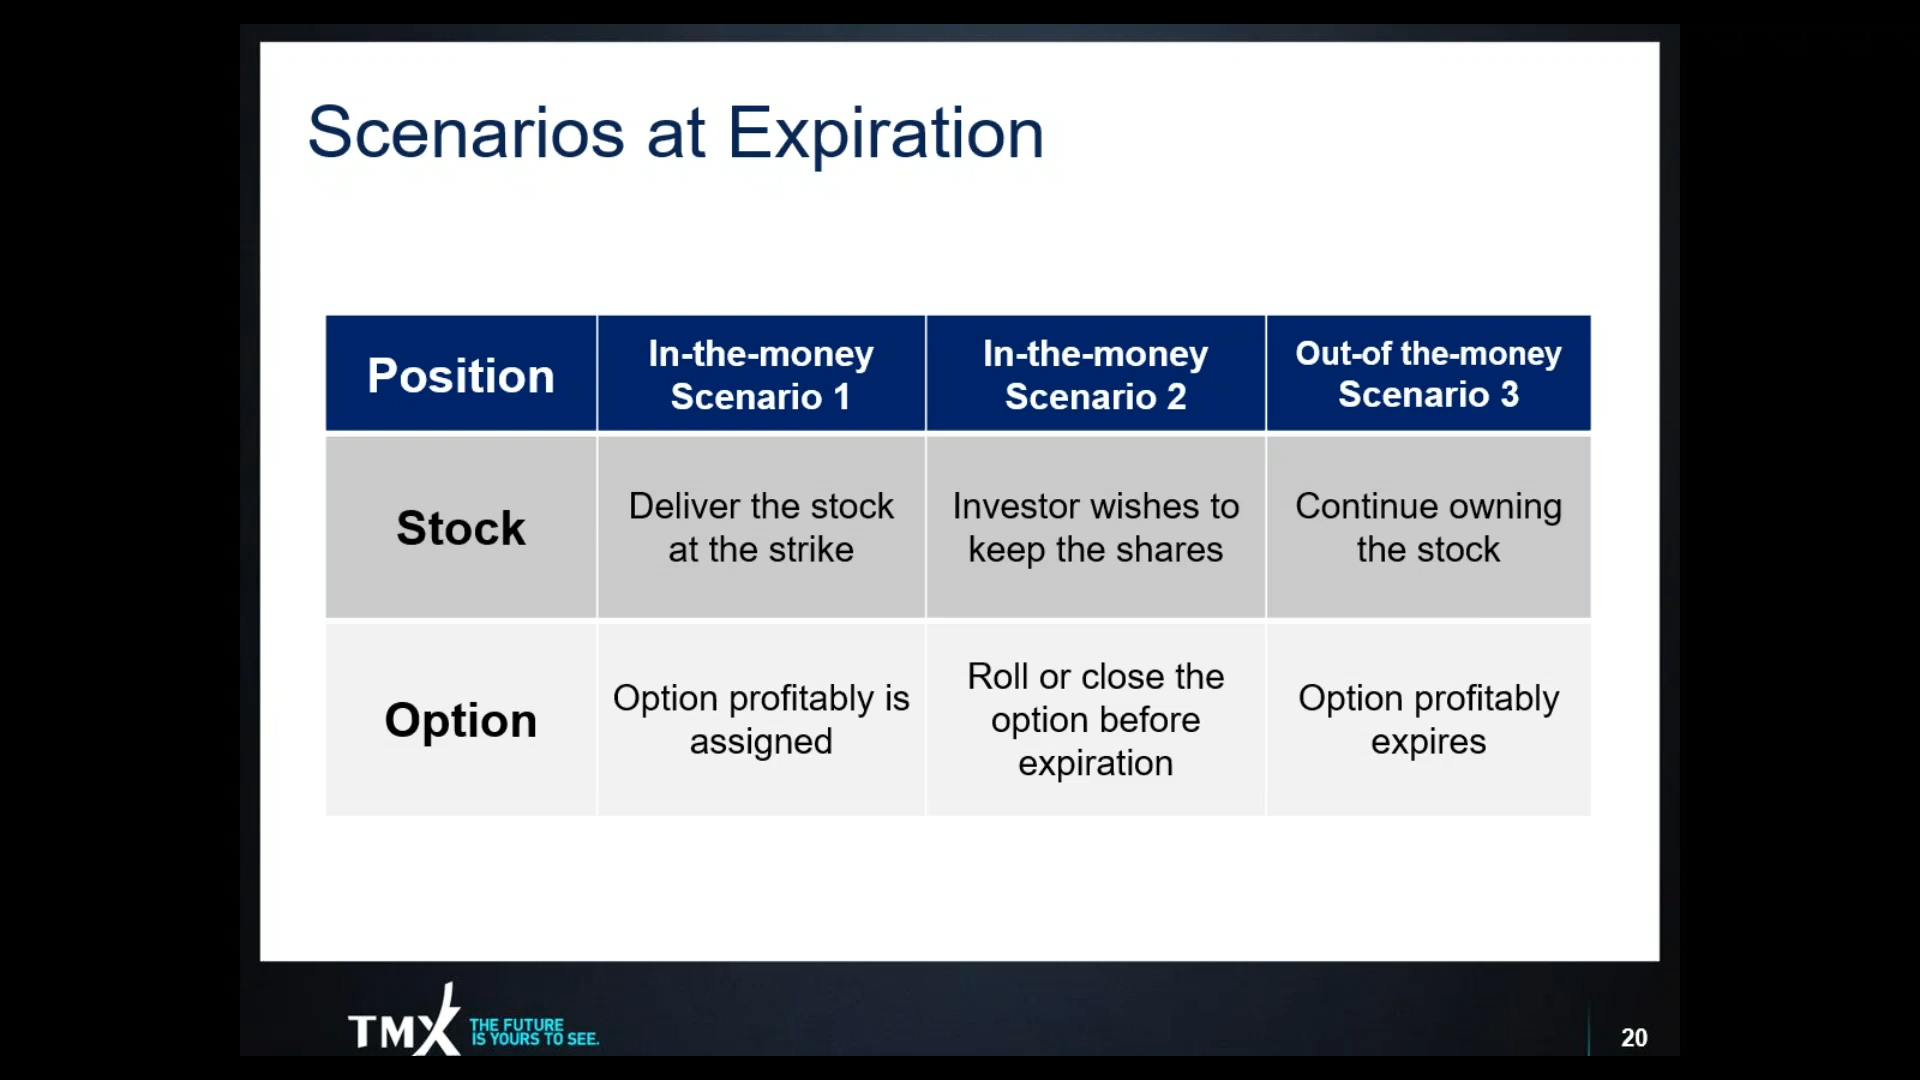 Scenarios at Expiration
Position
In-the-money
Scenario 1
In-the-money
Scenario 2
Out-of the-money
Scenario 3
Stock
Deliver the stock
at the strike
Investor wishes to
keep the shares
Continue owning
the stock
Option
Option profitably is
assigned
Roll or close the
option before
expiration
Option profitably
expires
TMX
THE FUTURE
IS YOURS TO SEE.
20